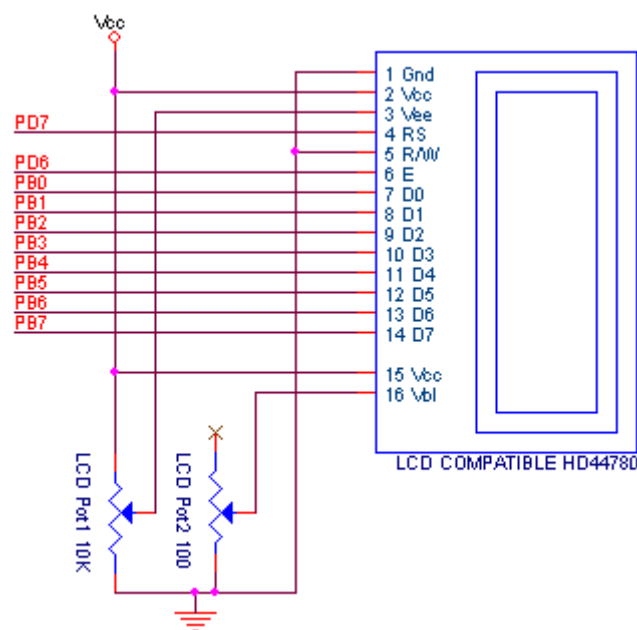 Vcc
1 Gnd
2 Vcc
3 Vee
PD7
4 RS
5 R/W
PD6
6 E
PB0
7 D0
PB1
8 D1
PB2
9 D2
PB3
10 D3
PB4
11 D4
PB5
12 D5
PB6
13 D6
PB7
14 D7
15 Vcc
16 Vbl
LCD COMPATIBLE HD44780
LCD Pot1 10K
LCD Pot2 100